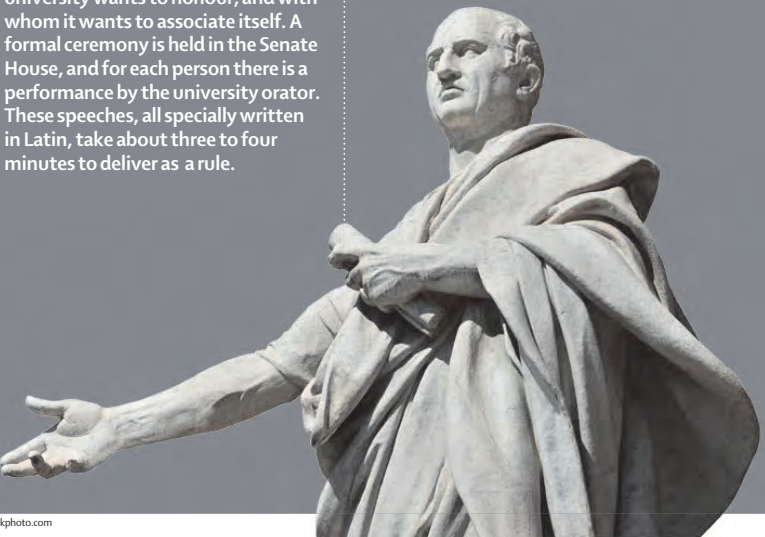 university wants to honour, and with
whom it wants to associate itself. A
formal ceremony is held in the Senate
House, and for each person there is a
performance by the university orator.
These speeches, all specially written
in Latin, take about three to four
minutes to deliver as a rule.
kphoto.com